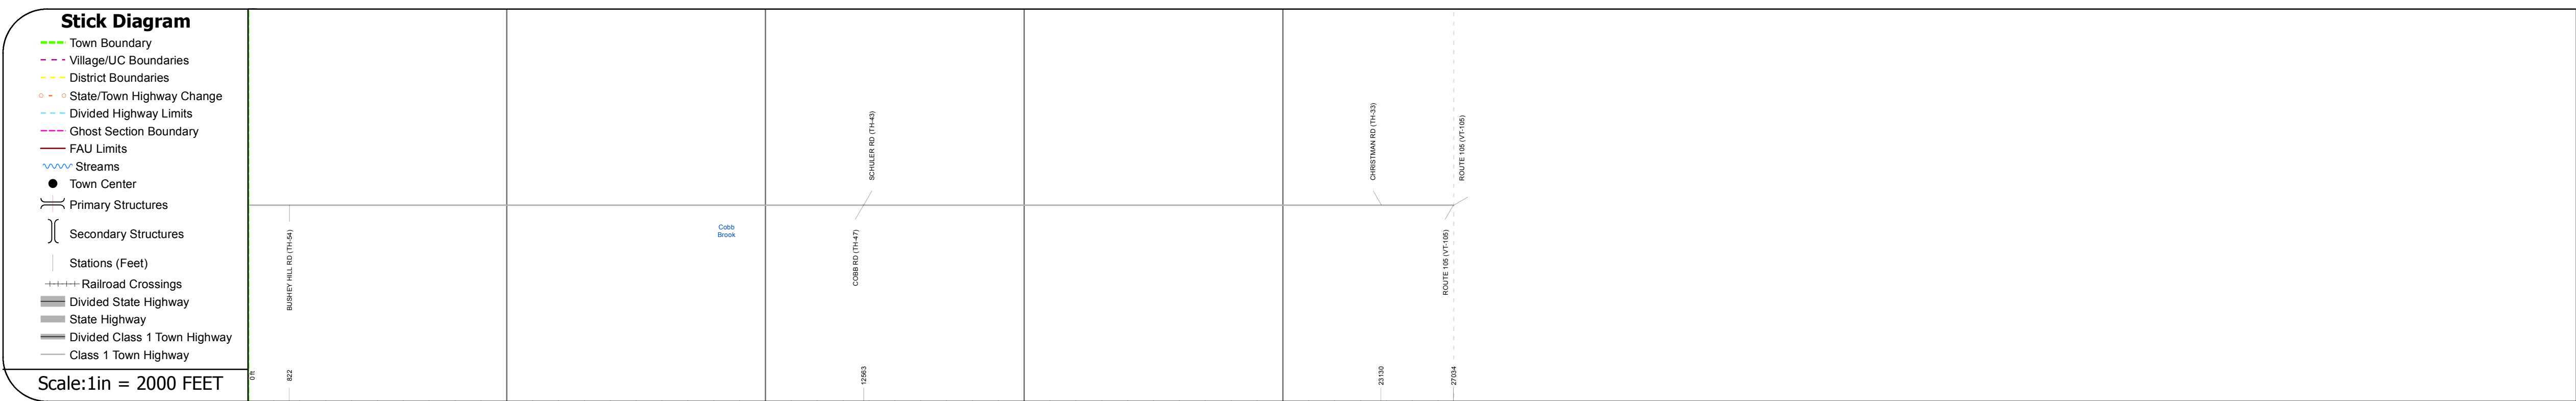 Stick Diagram
Town Boundary
Village/UC Boundaries
District Boundaries
State/Town Highway Change
Divided Highway Limits
Ghost Section Boundary
FAU Limits
Streams
Town Center
Primary Structures
Secondary Structures
Stations (Feet)
Railroad Crossings
Divided State Highway
State Highway
Divided Class 1 Town Highway
Class 1 Town Highway
Scale:1in = 2000 FEET
0 ft
BUSHEY HILL RD (TH-54)
822
Cobb
Brook
SCHULER RD (TH-43)
COBB RD (TH-47)
12563
CHRISTMAN RD (TH-33)
23130
ROUTE 105 (VT-105)
ROUTE 105 (VT-105)
27034